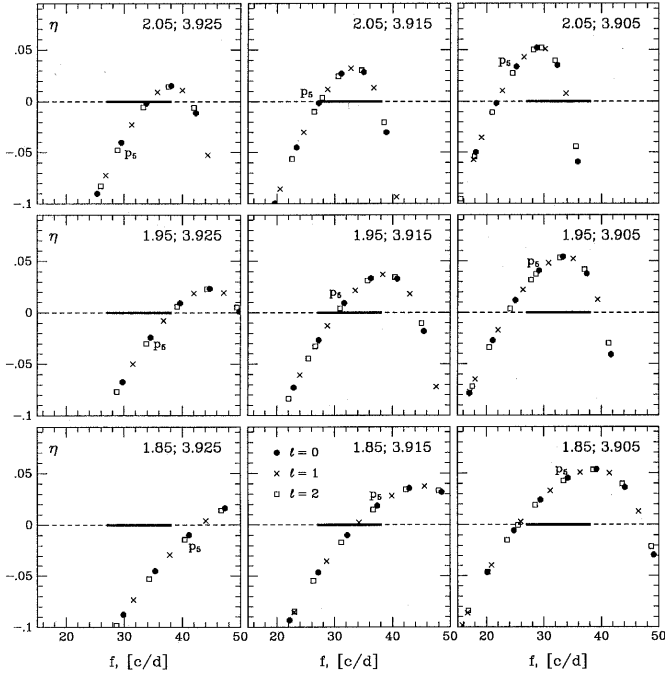 η 2.05; 3.925 2.05; 3.915 2.05; 3.905
.05
0
−.05
−.1
p5 p5 p5
1.95; 3.925 1.95; 3.915 1.95; 3.905
.05
0
−.05
−.1
p5 p5 p5
η 1.85; 3.925 1.85; 3.915 1.85; 3.905
ℓ = 0
ℓ = 1
ℓ = 2
.05
0
−.05
−.1
p5 p5 p5
20 30 40 50 20 30 40 50 20 30 40 50
f, [c/d] f, [c/d] f, [c/d]